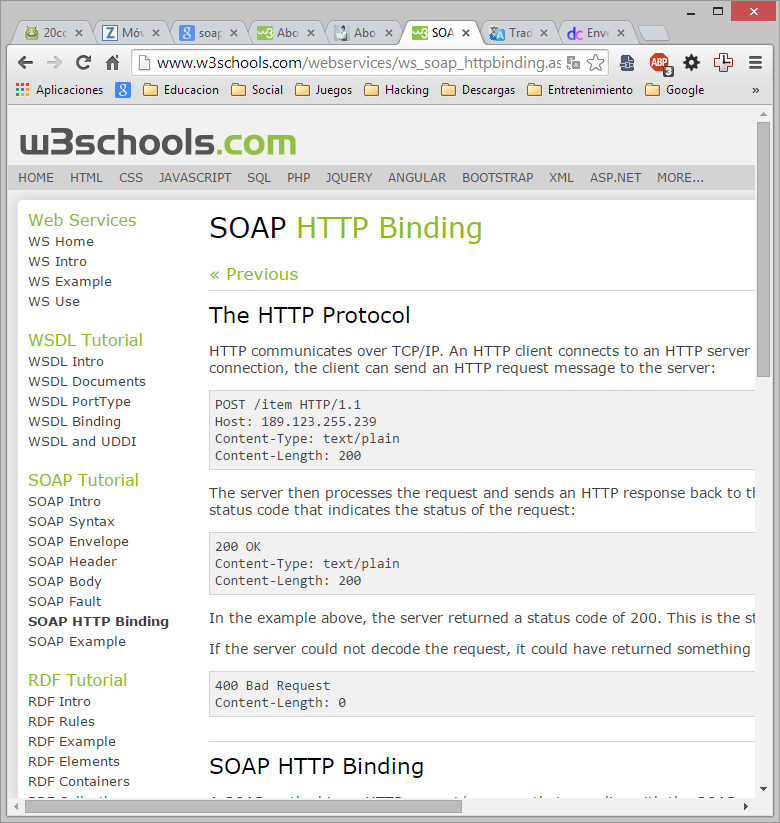 20cc
Z Móv
g soap
w3 Abo
Abo
w3 SOA
Trad
dc Env
www.w3schools.com/webservices/ws_soap_httpbinding.as
ABP
3
Aplicaciones
g
Educacion
Social
Juegos
Hacking
Descargas
Entretenimiento
Google
»
w3schools.com
HOME HTML CSS JAVASCRIPT SQL PHP JQUERY ANGULAR BOOTSTRAP XML ASP.NET MORE...
Web Services
WS Home
WS Intro
WS Example
WS Use
WSDL Tutorial
WSDL Intro
WSDL Documents
WSDL PortType
WSDL Binding
WSDL and UDDI
SOAP Tutorial
SOAP Intro
SOAP Syntax
SOAP Envelope
SOAP Header
SOAP Body
SOAP Fault
SOAP HTTP Binding
SOAP Example
RDF Tutorial
RDF Intro
RDF Rules
RDF Example
RDF Elements
RDF Containers
SOAP HTTP Binding
« Previous
The HTTP Protocol
HTTP communicates over TCP/IP. An HTTP client connects to an HTTP server
connection, the client can send an HTTP request message to the server:
POST /item HTTP/1.1
Host: 189.123.255.239
Content-Type: text/plain
Content-Length: 200
The server then processes the request and sends an HTTP response back to th
status code that indicates the status of the request:
200 OK
Content-Type: text/plain
Content-Length: 200
In the example above, the server returned a status code of 200. This is the st
If the server could not decode the request, it could have returned something
400 Bad Request
Content-Length: 0
SOAP HTTP Binding